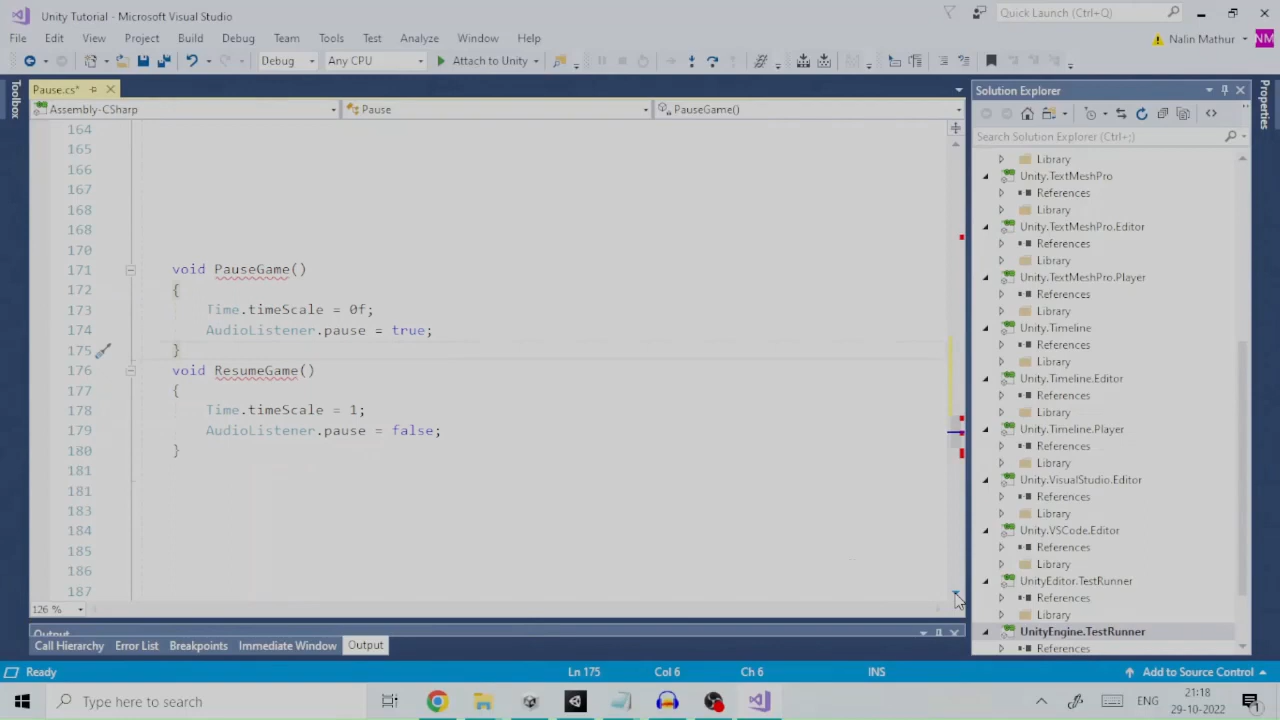 Unity Tutorial - Microsoft Visual Studio
Quick Launch (Ctrl+Q)
File Edit View Project Build Debug Team Tools Test Analyze Window Help
Nalin Mathur NM
Debug Any CPU Attach to Unity
Toolbox
Pause.cs*
Assembly-CSharp Pause PauseGame()
164
165
166
167
168
168
170
171 void PauseGame()
172 {
173 Time.timeScale = 0f;
174 AudioListener.pause = true;
175 }
176 void ResumeGame()
177 {
178 Time.timeScale = 1;
179 AudioListener.pause = false;
180 }
181
181
183
184
185
186
187
126 %
Output
Call Hierarchy Error List Breakpoints Immediate Window Output
Solution Explorer
Search Solution Explorer (Ctrl+;)
Library
Unity.TextMeshPro
References
Library
Unity.TextMeshPro.Editor
References
Library
Unity.TextMeshPro.Player
References
Library
Unity.Timeline
References
Library
Unity.Timeline.Editor
References
Library
Unity.Timeline.Player
References
Library
Unity.VisualStudio.Editor
References
Library
Unity.VSCode.Editor
References
Library
UnityEditor.TestRunner
References
Library
UnityEngine.TestRunner
References
Properties
Ready Ln 175 Col 6 Ch 6 INS Add to Source Control
Type here to search
ENG
21:18
29-10-2022
1